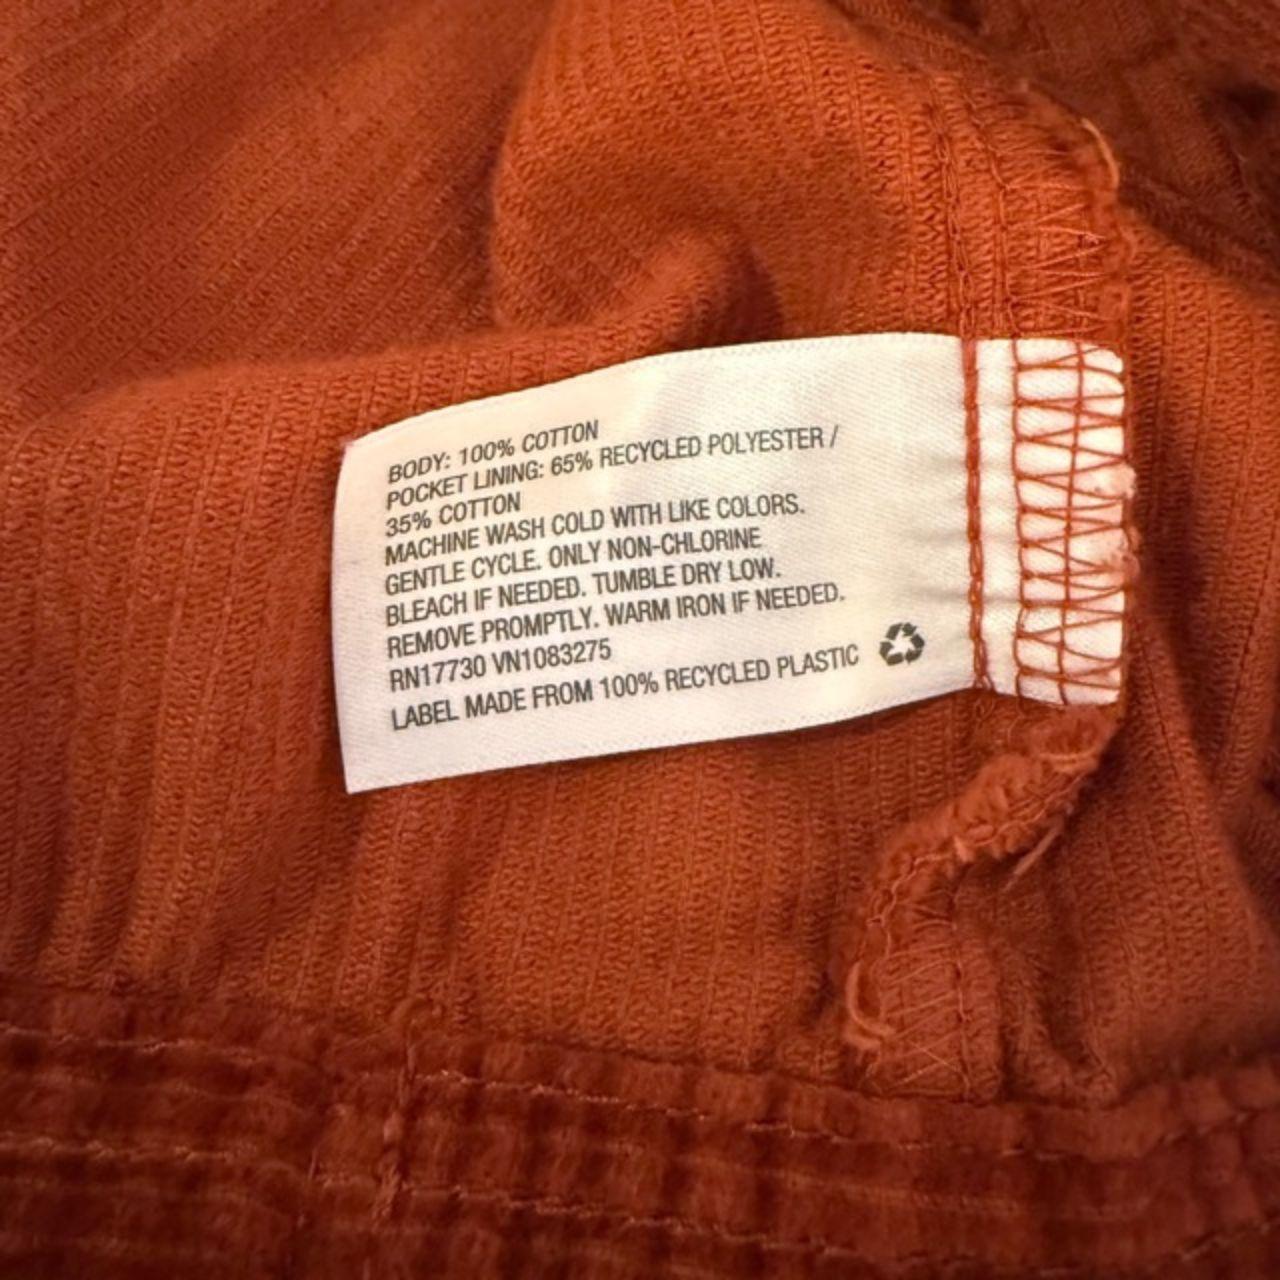 BODY: 100% COTTON
POCKET LINING: 65% RECYCLED POLYESTER /
35% COTTON
MACHINE WASH COLD WITH LIKE COLORS.
GENTLE CYCLE. ONLY NON-CHLORINE
BLEACH IF NEEDED. TUMBLE DRY LOW.
REMOVE PROMPTLY. WARM IRON IF NEEDED.
RN17730 VN1083275
LABEL MADE FROM 100% RECYCLED PLASTIC